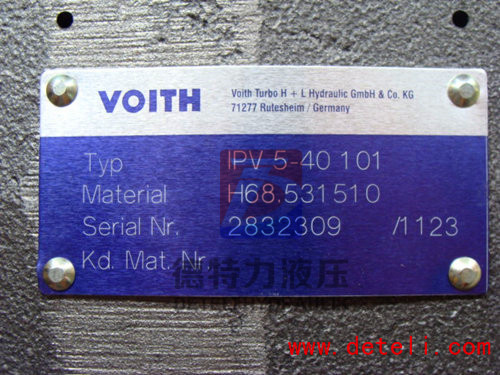 VOITH
Voith Turbo H + L Hydraulic GmbH & Co. KG
71277 Rutesheim / Germany
Typ IPV 5-40 101
Material H68.531510
Serial Nr. 2832309 /1123
Kd. Mat. Nr.
德特力液压
www.detoli.com